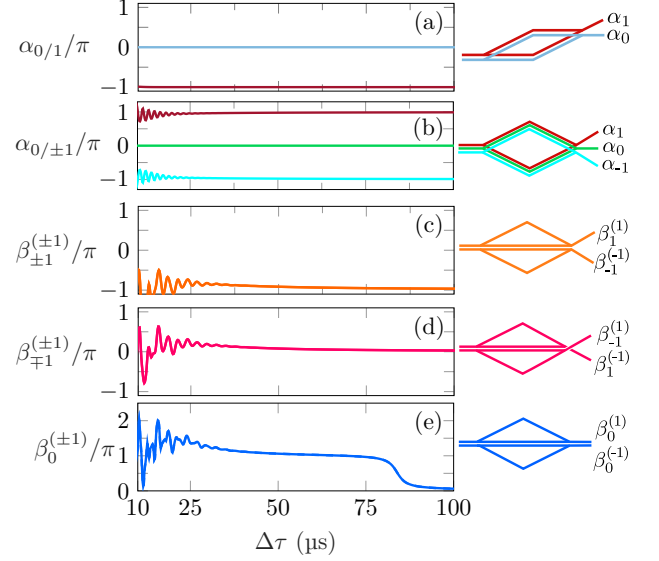 α₀/₁/π
1
0
−1
(a)
α₁
α₀
α₀/±₁/π
1
0
−1
(b)
α₁
α₀
α₋₁
β±₁^(±1)/π
1
0
−1
(c)
β₁^(1)
β₋₁^(-1)
β∓₁^(±1)/π
1
0
−1
(d)
β₋₁^(1)
β₁^(-1)
β₀^(±1)/π
2
1
0
(e)
β₀^(1)
β₀^(-1)
10 25 50 75 100
Δτ (µs)